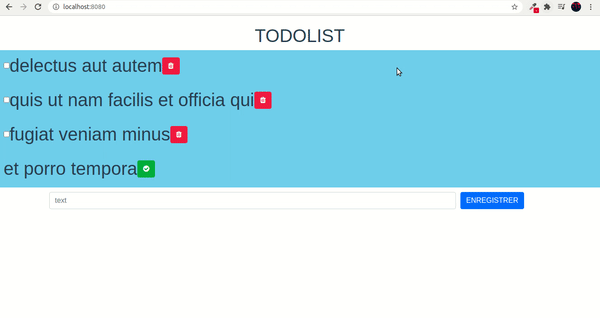 localhost:8080
TODOLIST
delectus aut autem
quis ut nam facilis et officia qui
fugiat veniam minus
et porro tempora
text
ENREGISTRER